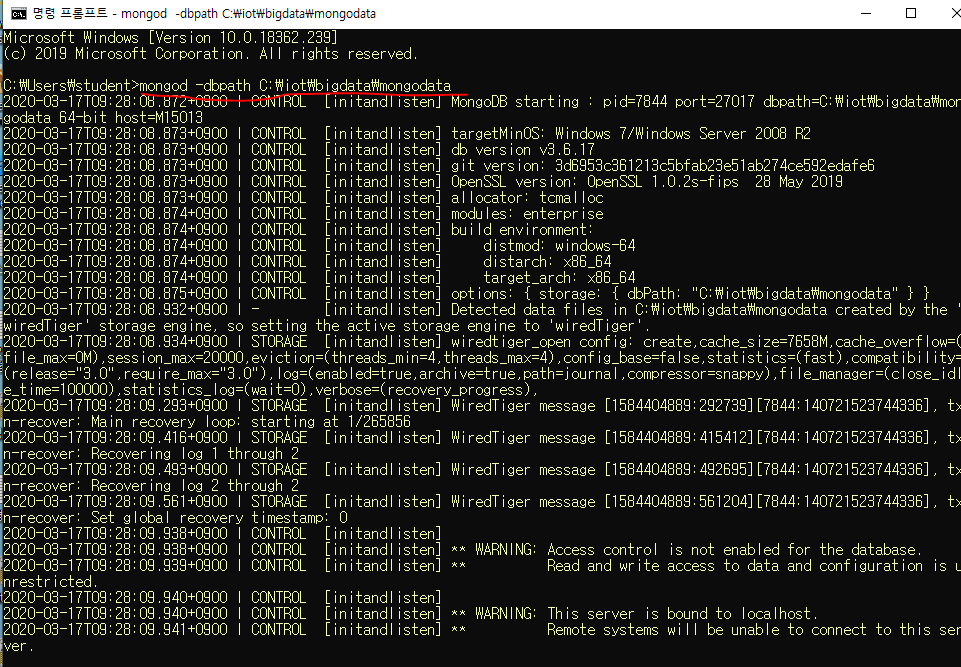 명령 프롬프트 - mongod  -dbpath C:₩iot₩bigdata₩mongodata
Microsoft Windows [Version 10.0.18362.239]
(c) 2019 Microsoft Corporation. All rights reserved.
C:₩Users₩student>mongod -dbpath C:₩iot₩bigdata₩mongodata
2020-03-17T09:28:08.872+0900 | CONTROL  [initandlisten] MongoDB starting : pid=7844 port=27017 dbpath=C:₩iot₩bigdata₩mon
godata 64-bit host=M15013
2020-03-17T09:28:08.873+0900 | CONTROL  [initandlisten] targetMinOS: Windows 7/Windows Server 2008 R2
2020-03-17T09:28:08.873+0900 | CONTROL  [initandlisten] db version v3.6.17
2020-03-17T09:28:08.873+0900 | CONTROL  [initandlisten] git version: 3d6953c361213c5bfab23e51ab274ce592edafe6
2020-03-17T09:28:08.873+0900 | CONTROL  [initandlisten] OpenSSL version: OpenSSL 1.0.2s-fips  28 May 2019
2020-03-17T09:28:08.873+0900 | CONTROL  [initandlisten] allocator: tcmalloc
2020-03-17T09:28:08.874+0900 | CONTROL  [initandlisten] modules: enterprise
2020-03-17T09:28:08.874+0900 | CONTROL  [initandlisten] build environment:
2020-03-17T09:28:08.874+0900 | CONTROL  [initandlisten]     distmod: windows-64
2020-03-17T09:28:08.874+0900 | CONTROL  [initandlisten]     distarch: x86_64
2020-03-17T09:28:08.874+0900 | CONTROL  [initandlisten]     target_arch: x86_64
2020-03-17T09:28:08.875+0900 | CONTROL  [initandlisten] options: { storage: { dbPath: "C:₩iot₩bigdata₩mongodata" } }
2020-03-17T09:28:08.932+0900 | -        [initandlisten] Detected data files in C:₩iot₩bigdata₩mongodata created by the '
wiredTiger' storage engine, so setting the active storage engine to 'wiredTiger'.
2020-03-17T09:28:08.934+0900 | STORAGE  [initandlisten] wiredtiger_open config: create,cache_size=7658M,cache_overflow=(
file_max=0M),session_max=20000,eviction=(threads_min=4,threads_max=4),config_base=false,statistics=(fast),compatibility=
(release="3.0",require_max="3.0"),log=(enabled=true,archive=true,path=journal,compressor=snappy),file_manager=(close_idl
e_time=100000),statistics_log=(wait=0),verbose=(recovery_progress),
2020-03-17T09:28:09.293+0900 | STORAGE  [initandlisten] WiredTiger message [1584404889:292739][7844:140721523744336], tx
n-recover: Main recovery loop: starting at 1/265856
2020-03-17T09:28:09.416+0900 | STORAGE  [initandlisten] WiredTiger message [1584404889:415412][7844:140721523744336], tx
n-recover: Recovering log 1 through 2
2020-03-17T09:28:09.493+0900 | STORAGE  [initandlisten] WiredTiger message [1584404889:492695][7844:140721523744336], tx
n-recover: Recovering log 2 through 2
2020-03-17T09:28:09.561+0900 | STORAGE  [initandlisten] WiredTiger message [1584404889:561204][7844:140721523744336], tx
n-recover: Set global recovery timestamp: 0
2020-03-17T09:28:09.938+0900 | CONTROL  [initandlisten]
2020-03-17T09:28:09.938+0900 | CONTROL  [initandlisten] ** WARNING: Access control is not enabled for the database.
2020-03-17T09:28:09.939+0900 | CONTROL  [initandlisten] **          Read and write access to data and configuration is u
nrestricted.
2020-03-17T09:28:09.940+0900 | CONTROL  [initandlisten]
2020-03-17T09:28:09.940+0900 | CONTROL  [initandlisten] ** WARNING: This server is bound to localhost.
2020-03-17T09:28:09.941+0900 | CONTROL  [initandlisten] **          Remote systems will be unable to connect to this ser
ver.